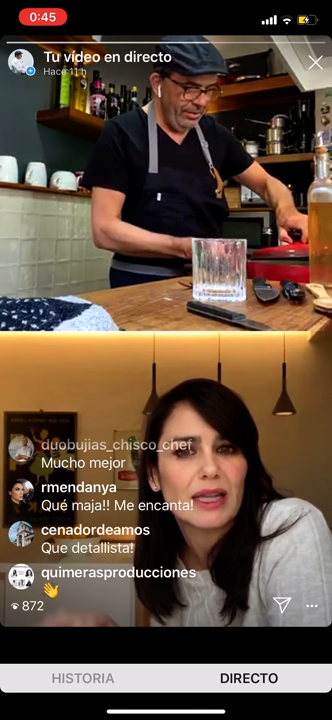 0:45
Tu vídeo en directo
Hace 11 h
duobujias_chisco_chef
Mucho mejor
rmendanya
Qué maja!! Me encanta!
cenadordeamos
Que detallista!
quimerasproducciones
👋
872
HISTORIA
DIRECTO